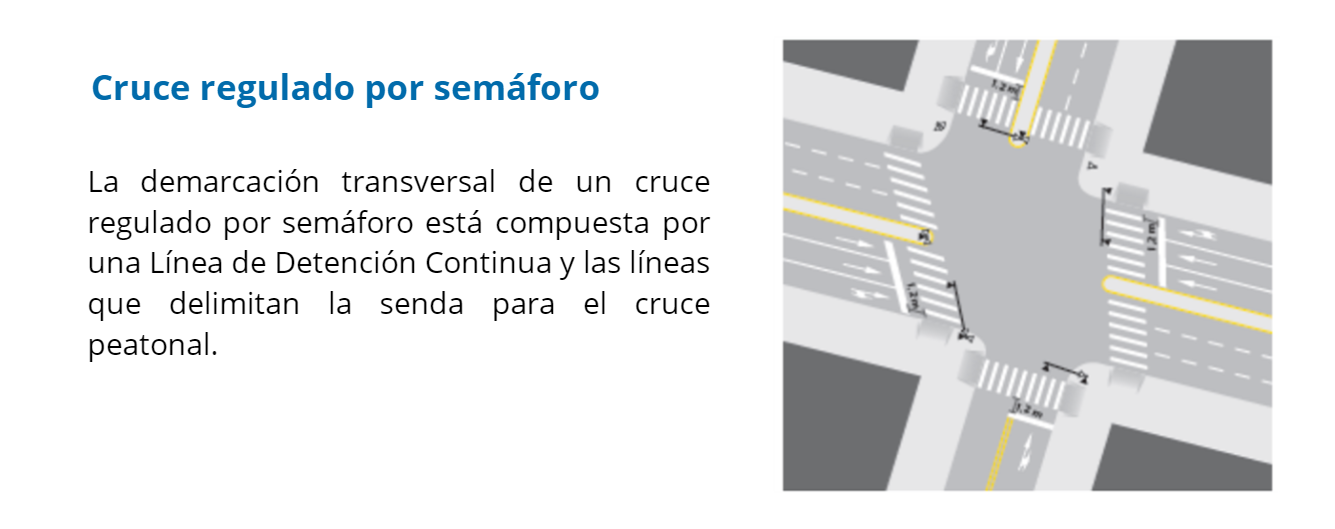 Cruce regulado por semáforo
La demarcación transversal de un cruce
regulado por semáforo está compuesta por
una Línea de Detención Continua y las líneas
que delimitan la senda para el cruce
peatonal.
1,2 m
1,2 m
1,2 m
1,2 m